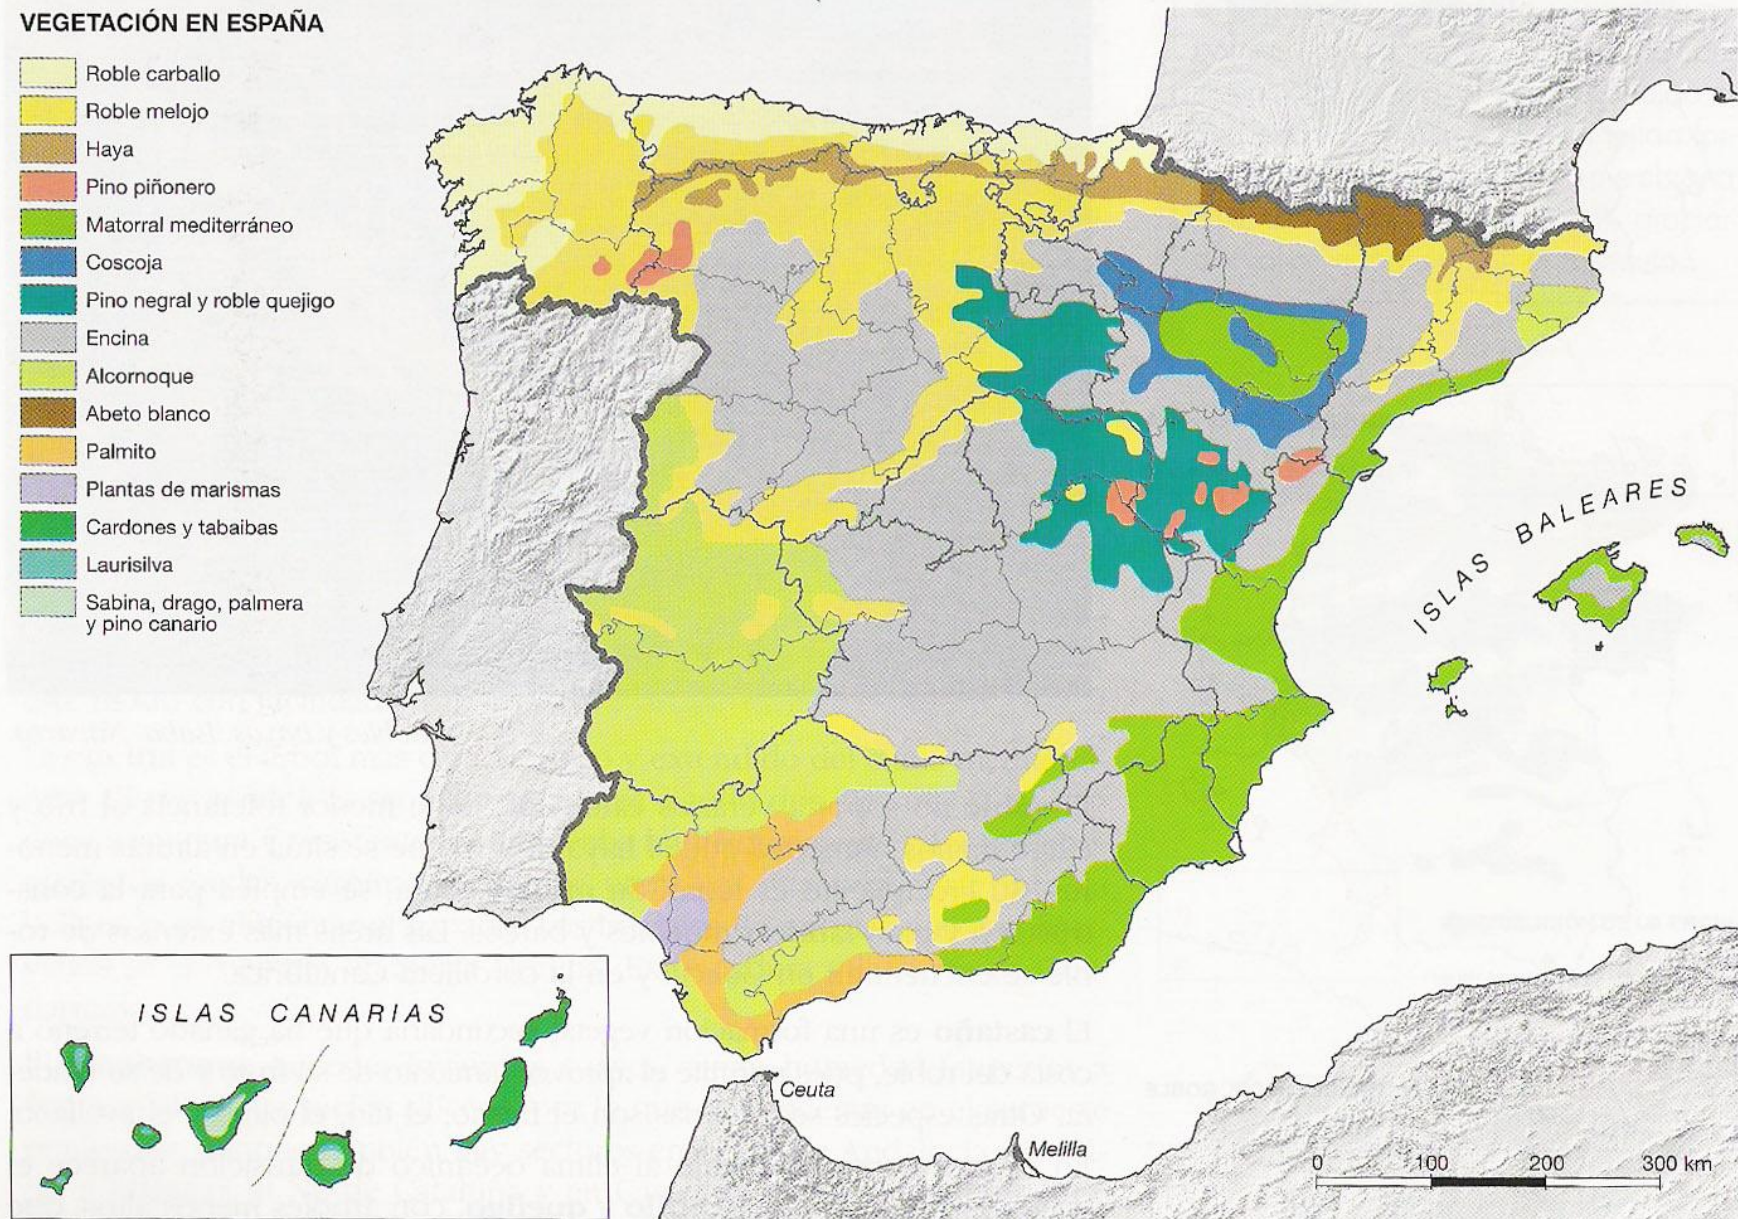 VEGETACIÓN EN ESPAÑA
Roble carballo
Roble melojo
Haya
Pino piñonero
Matorral mediterráneo
Coscoja
Pino negral y roble quejigo
Encina
Alcornoque
Abeto blanco
Palmito
Plantas de marismas
Cardones y tabaibas
Laurisilva
Sabina, drago, palmera
y pino canario
ISLAS BALEARES
ISLAS CANARIAS
Ceuta
Melilla
0 100 200 300 km